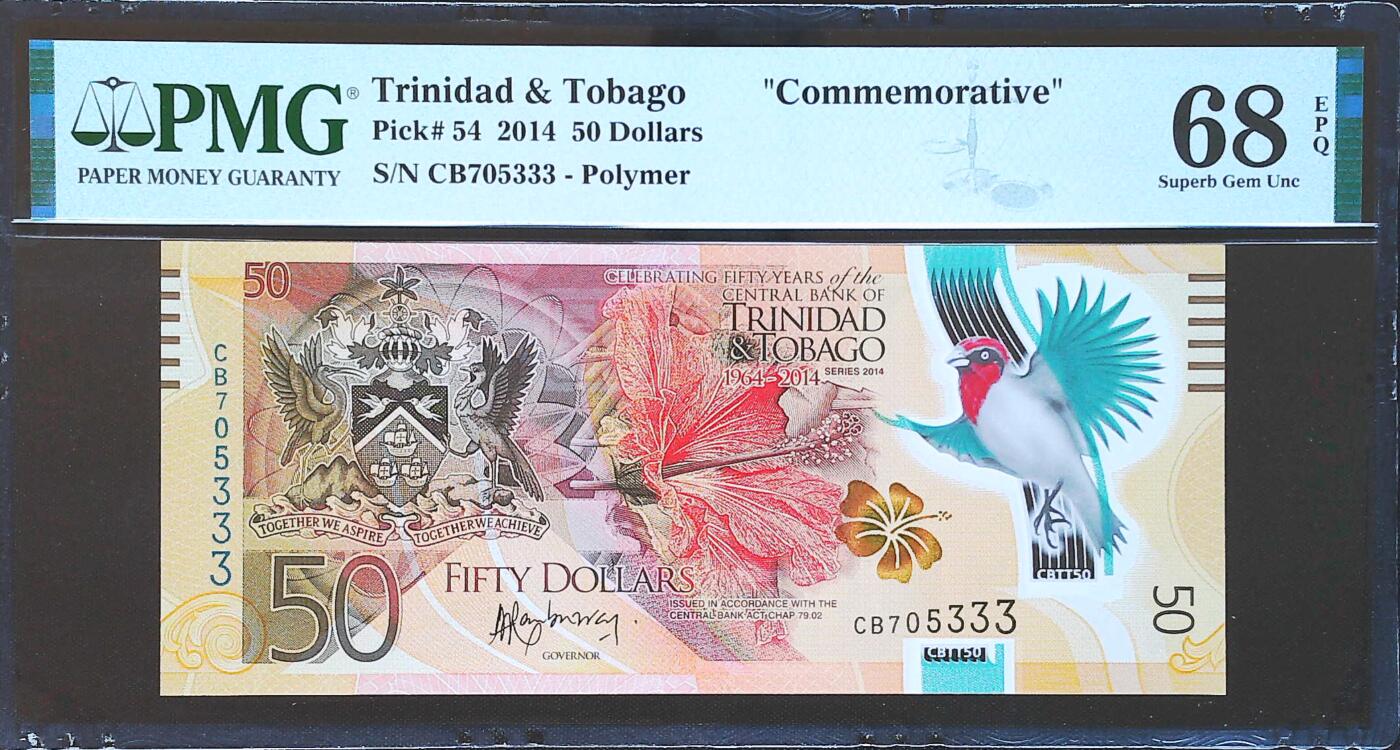 PMG®
PAPER MONEY GUARANTY
Trinidad & Tobago "Commemorative"
Pick# 54 2014 50 Dollars
S/N CB705333 - Polymer
68
EPQ
Superb Gem Unc
50
CELEBRATING FIFTY YEARS of the
CENTRAL BANK OF
TRINIDAD
& TOBAGO
1964-2014 SERIES 2014
CB705333
TOGETHER WE ASPIRE TOGETHER WE ACHIEVE
50
FIFTY DOLLARS
ISSUED IN ACCORDANCE WITH THE
CENTRAL BANK ACT CHAP 79.02
GOVERNOR
CB705333
CBTT50
CBTT50
50